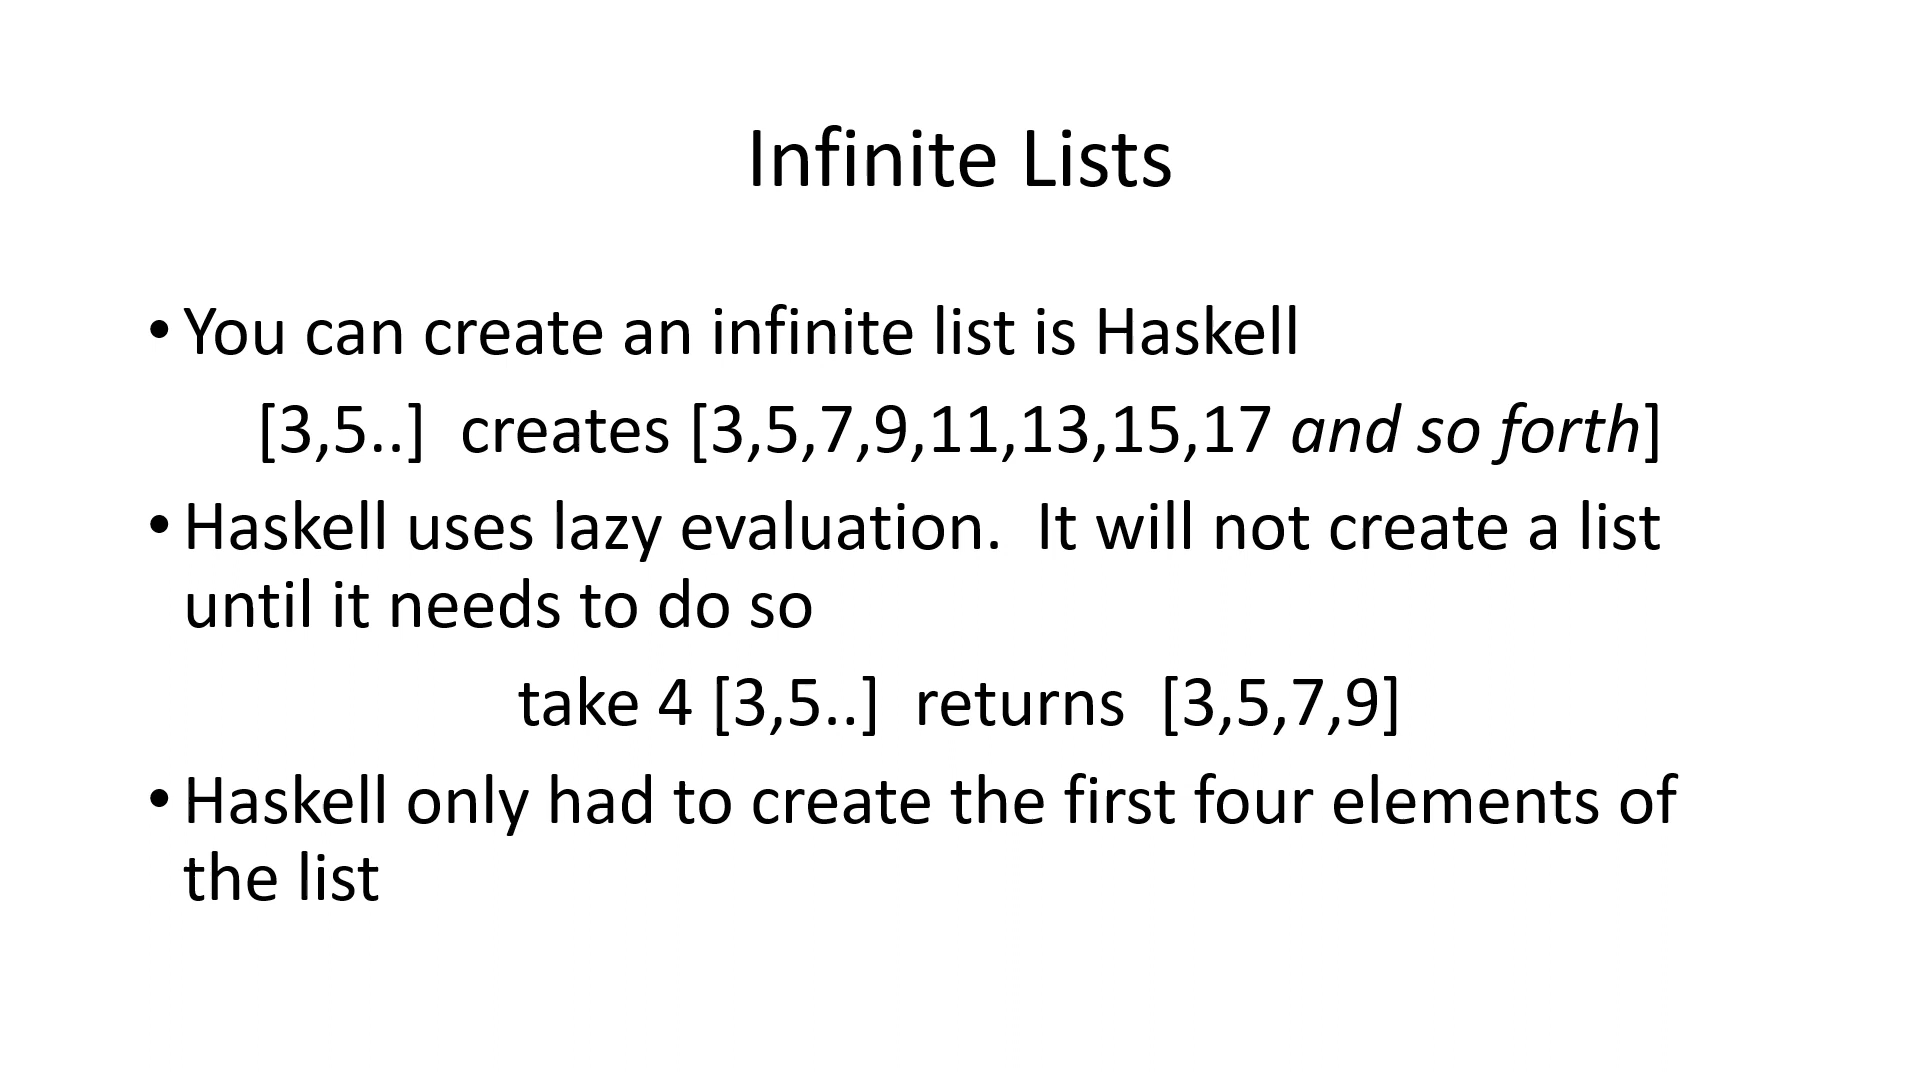 Infinite Lists
• You can create an infinite list is Haskell
[3,5..]  creates [3,5,7,9,11,13,15,17 and so forth]
• Haskell uses lazy evaluation.  It will not create a list
until it needs to do so
take 4 [3,5..]  returns  [3,5,7,9]
• Haskell only had to create the first four elements of
the list